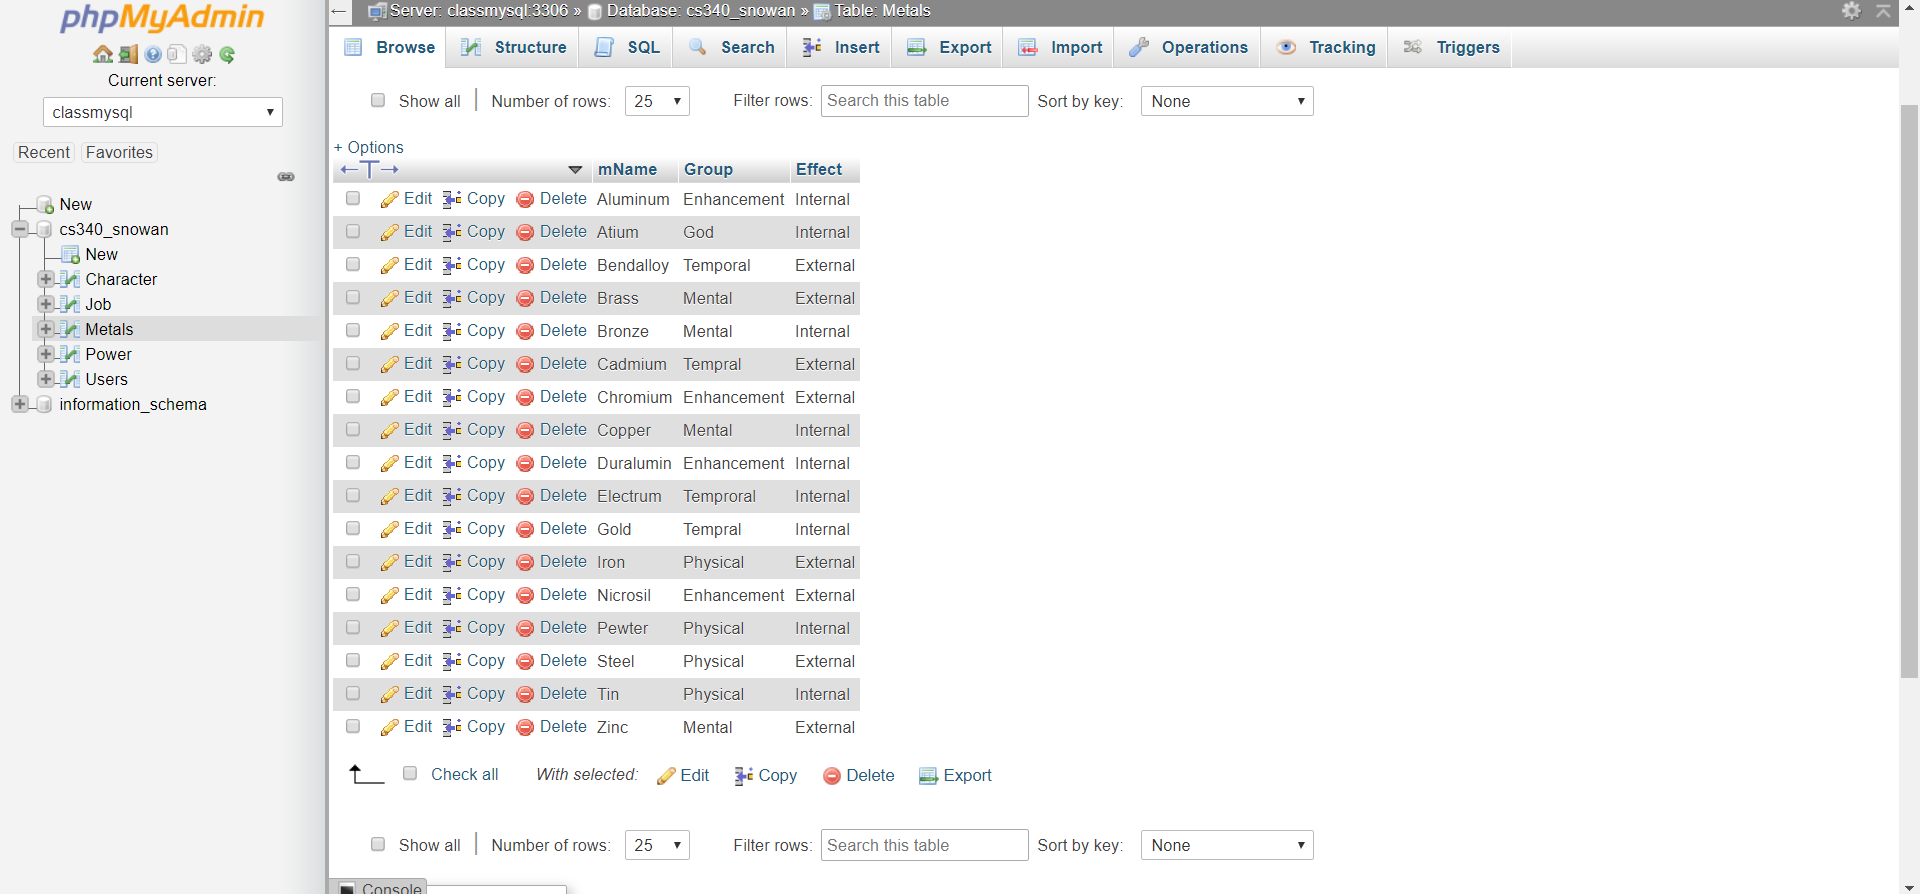 phpMyAdmin
Current server:
classmysql
Recent Favorites
New
cs340_snowan
New
Character
Job
Metals
Power
Users
information_schema
Server: classmysql:3306 » Database: cs340_snowan » Table: Metals
Browse Structure SQL Search Insert Export Import Operations Tracking Triggers
Show all Number of rows: 25 Filter rows: Search this table Sort by key: None
+ Options
mName Group Effect
Edit Copy Delete Aluminum Enhancement Internal
Edit Copy Delete Atium God Internal
Edit Copy Delete Bendalloy Temporal External
Edit Copy Delete Brass Mental External
Edit Copy Delete Bronze Mental Internal
Edit Copy Delete Cadmium Tempral External
Edit Copy Delete Chromium Enhancement External
Edit Copy Delete Copper Mental Internal
Edit Copy Delete Duralumin Enhancement Internal
Edit Copy Delete Electrum Temproral Internal
Edit Copy Delete Gold Tempral Internal
Edit Copy Delete Iron Physical External
Edit Copy Delete Nicrosil Enhancement External
Edit Copy Delete Pewter Physical Internal
Edit Copy Delete Steel Physical External
Edit Copy Delete Tin Physical Internal
Edit Copy Delete Zinc Mental External
Check all With selected: Edit Copy Delete Export
Show all Number of rows: 25 Filter rows: Search this table Sort by key: None
Console